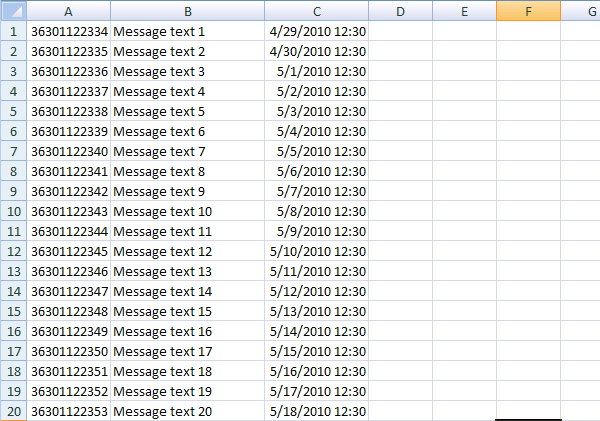 A B C D E F G
1 36301122334 Message text 1 4/29/2010 12:30
2 36301122335 Message text 2 4/30/2010 12:30
3 36301122336 Message text 3 5/1/2010 12:30
4 36301122337 Message text 4 5/2/2010 12:30
5 36301122338 Message text 5 5/3/2010 12:30
6 36301122339 Message text 6 5/4/2010 12:30
7 36301122340 Message text 7 5/5/2010 12:30
8 36301122341 Message text 8 5/6/2010 12:30
9 36301122342 Message text 9 5/7/2010 12:30
10 36301122343 Message text 10 5/8/2010 12:30
11 36301122344 Message text 11 5/9/2010 12:30
12 36301122345 Message text 12 5/10/2010 12:30
13 36301122346 Message text 13 5/11/2010 12:30
14 36301122347 Message text 14 5/12/2010 12:30
15 36301122348 Message text 15 5/13/2010 12:30
16 36301122349 Message text 16 5/14/2010 12:30
17 36301122350 Message text 17 5/15/2010 12:30
18 36301122351 Message text 18 5/16/2010 12:30
19 36301122352 Message text 19 5/17/2010 12:30
20 36301122353 Message text 20 5/18/2010 12:30